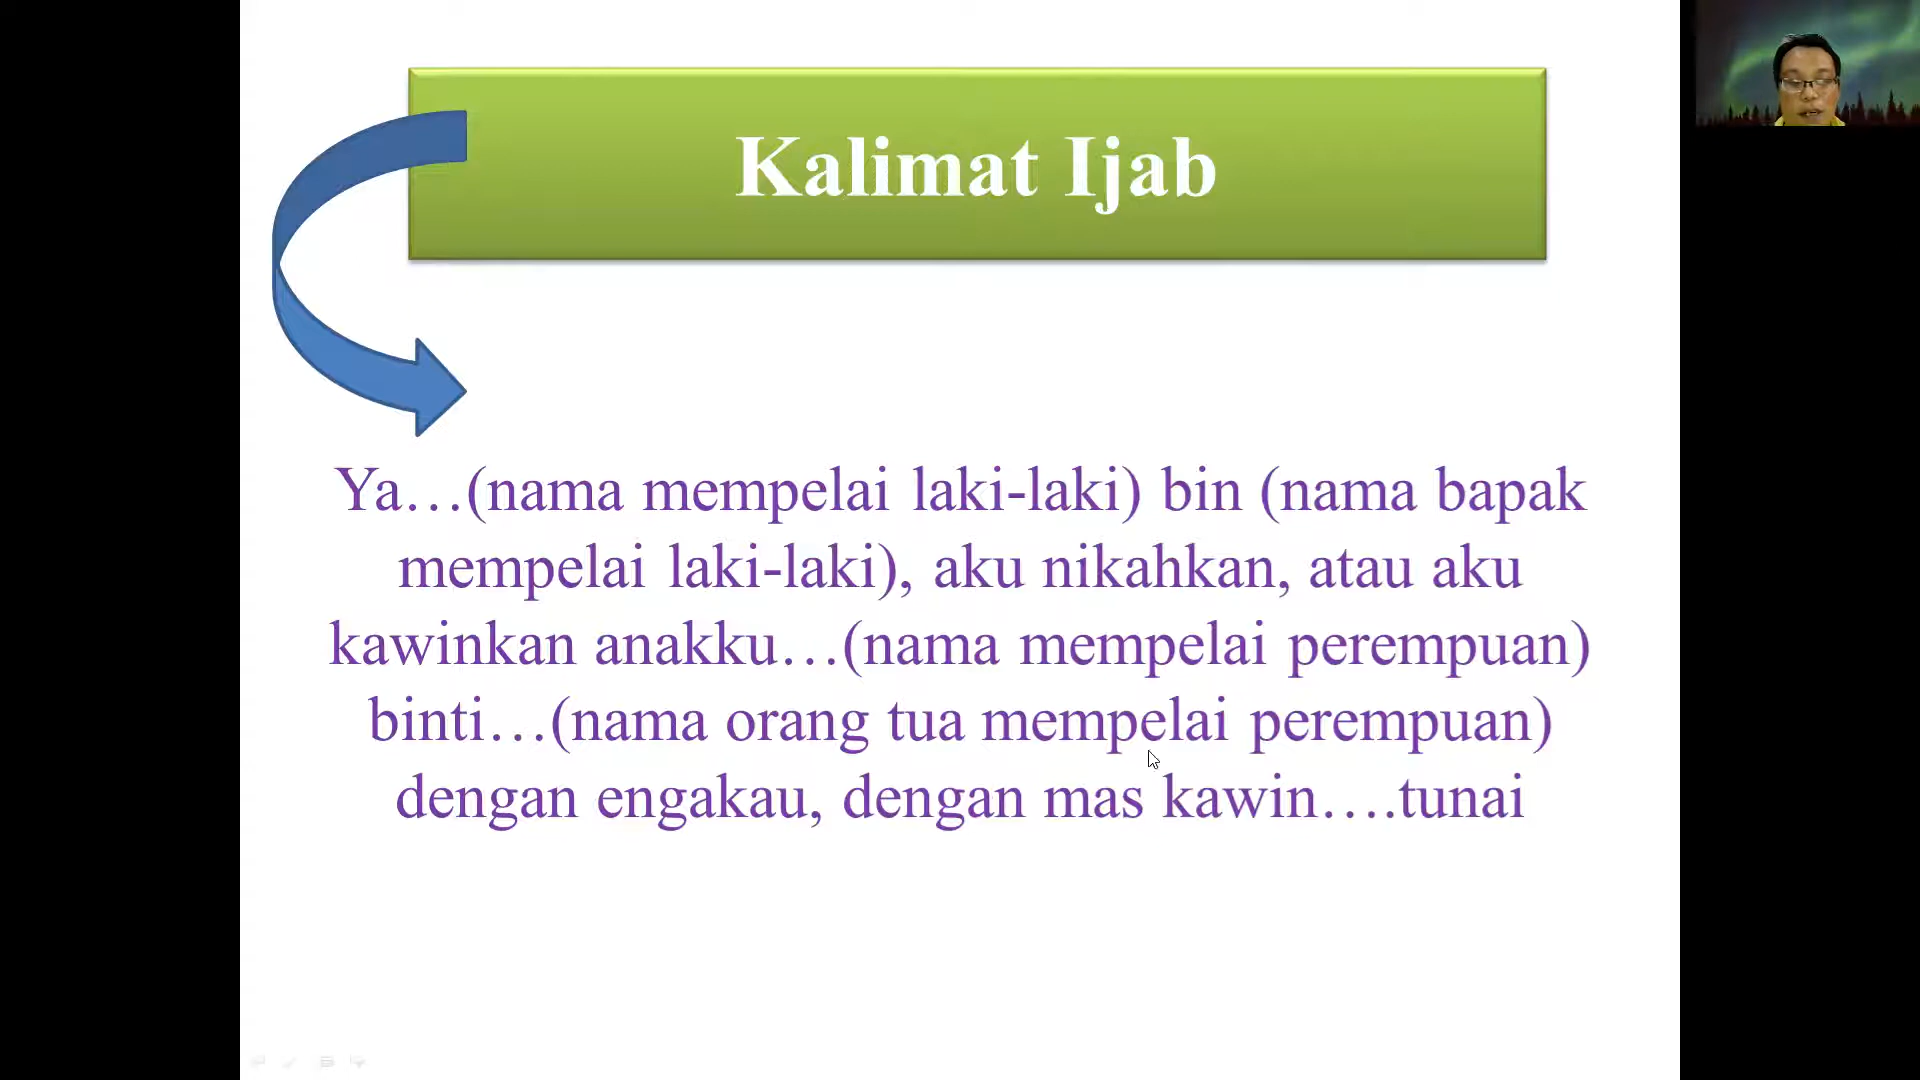 Kalimat Ijab
Ya…(nama mempelai laki-laki) bin (nama bapak
mempelai laki-laki), aku nikahkan, atau aku
kawinkan anakku…(nama mempelai perempuan)
binti…(nama orang tua mempelai perempuan)
dengan engakau, dengan mas kawin….tunai